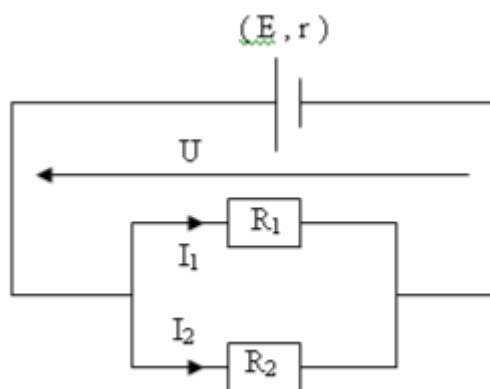 (E, r)
U
R₁
I₁
I₂
R₂